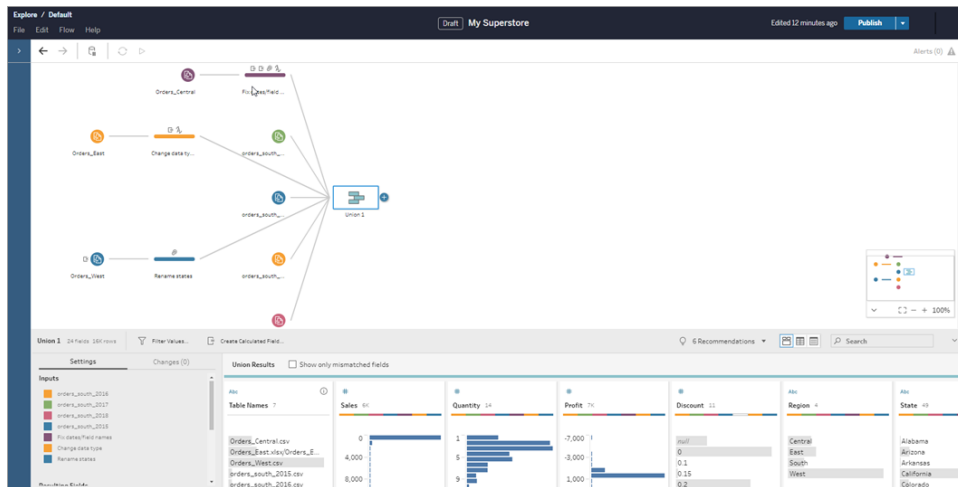 Explore / Default
File Edit Flow Help
Draft My Superstore
Edited 12 minutes ago
Publish
Alerts (0)
Orders_Central
Fix dates/field ...
Orders_East
Change data ty...
orders_south_...
orders_south_...
Union 1
Orders_West
Rename states
orders_south_...
100%
Union 1 24 fields 16K rows
Filter Values...
Create Calculated Field...
6 Recommendations
Search
Settings
Changes (0)
Inputs
orders_south_2016
orders_south_2017
orders_south_2018
orders_south_2015
Fix dates/field names
Change data type
Rename states
Resulting Fields
Union Results
Show only mismatched fields
Abc
Table Names 7
Orders_Central.csv
Orders_East.xlsx/Orders_E...
Orders_West.csv
orders_south_2015.csv
orders_south_2016.csv
Sales 6K
0
4,000
8,000
Quantity 14
1
5
9
Profit 7K
-7,000
-3,000
1,000
Discount
null
0
0.1
0.15
0.2
Abc
Region 4
Central
East
South
West
Abc
State 49
Alabama
Arizona
Arkansas
California
Colorado